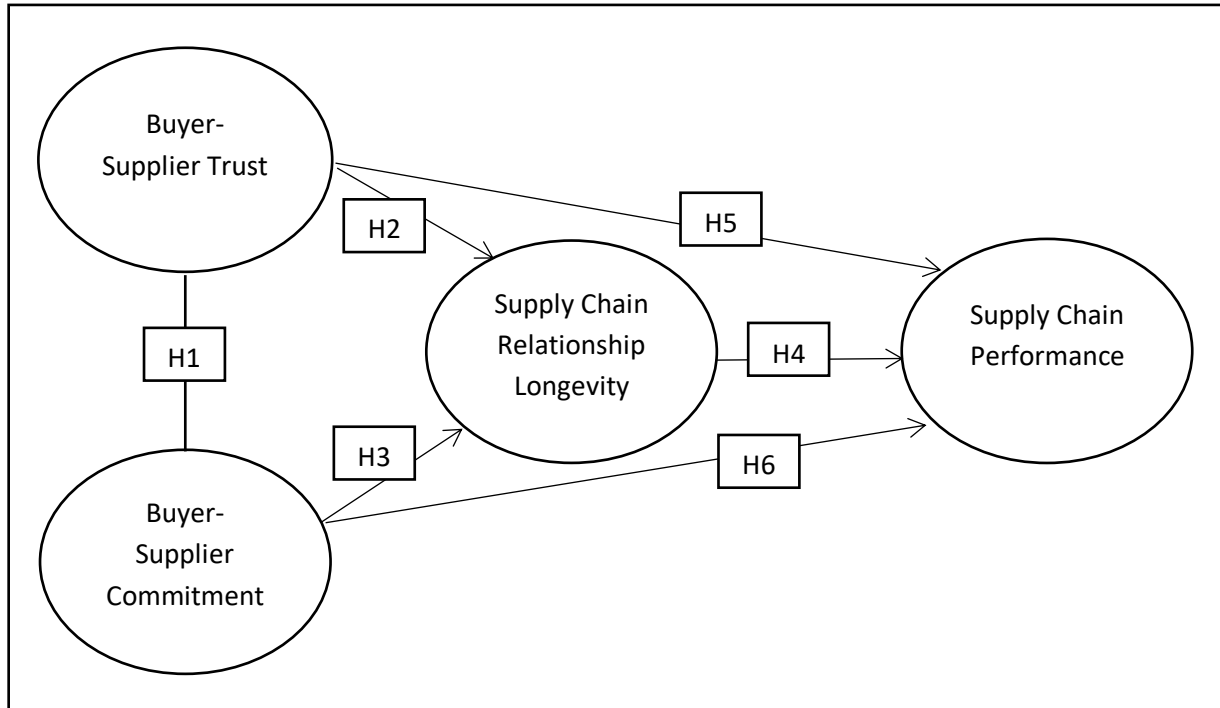 Buyer-
Supplier Trust
H2
H5
Supply Chain
Relationship
Longevity
Supply Chain
Performance
H1
H4
H3
H6
Buyer-
Supplier
Commitment